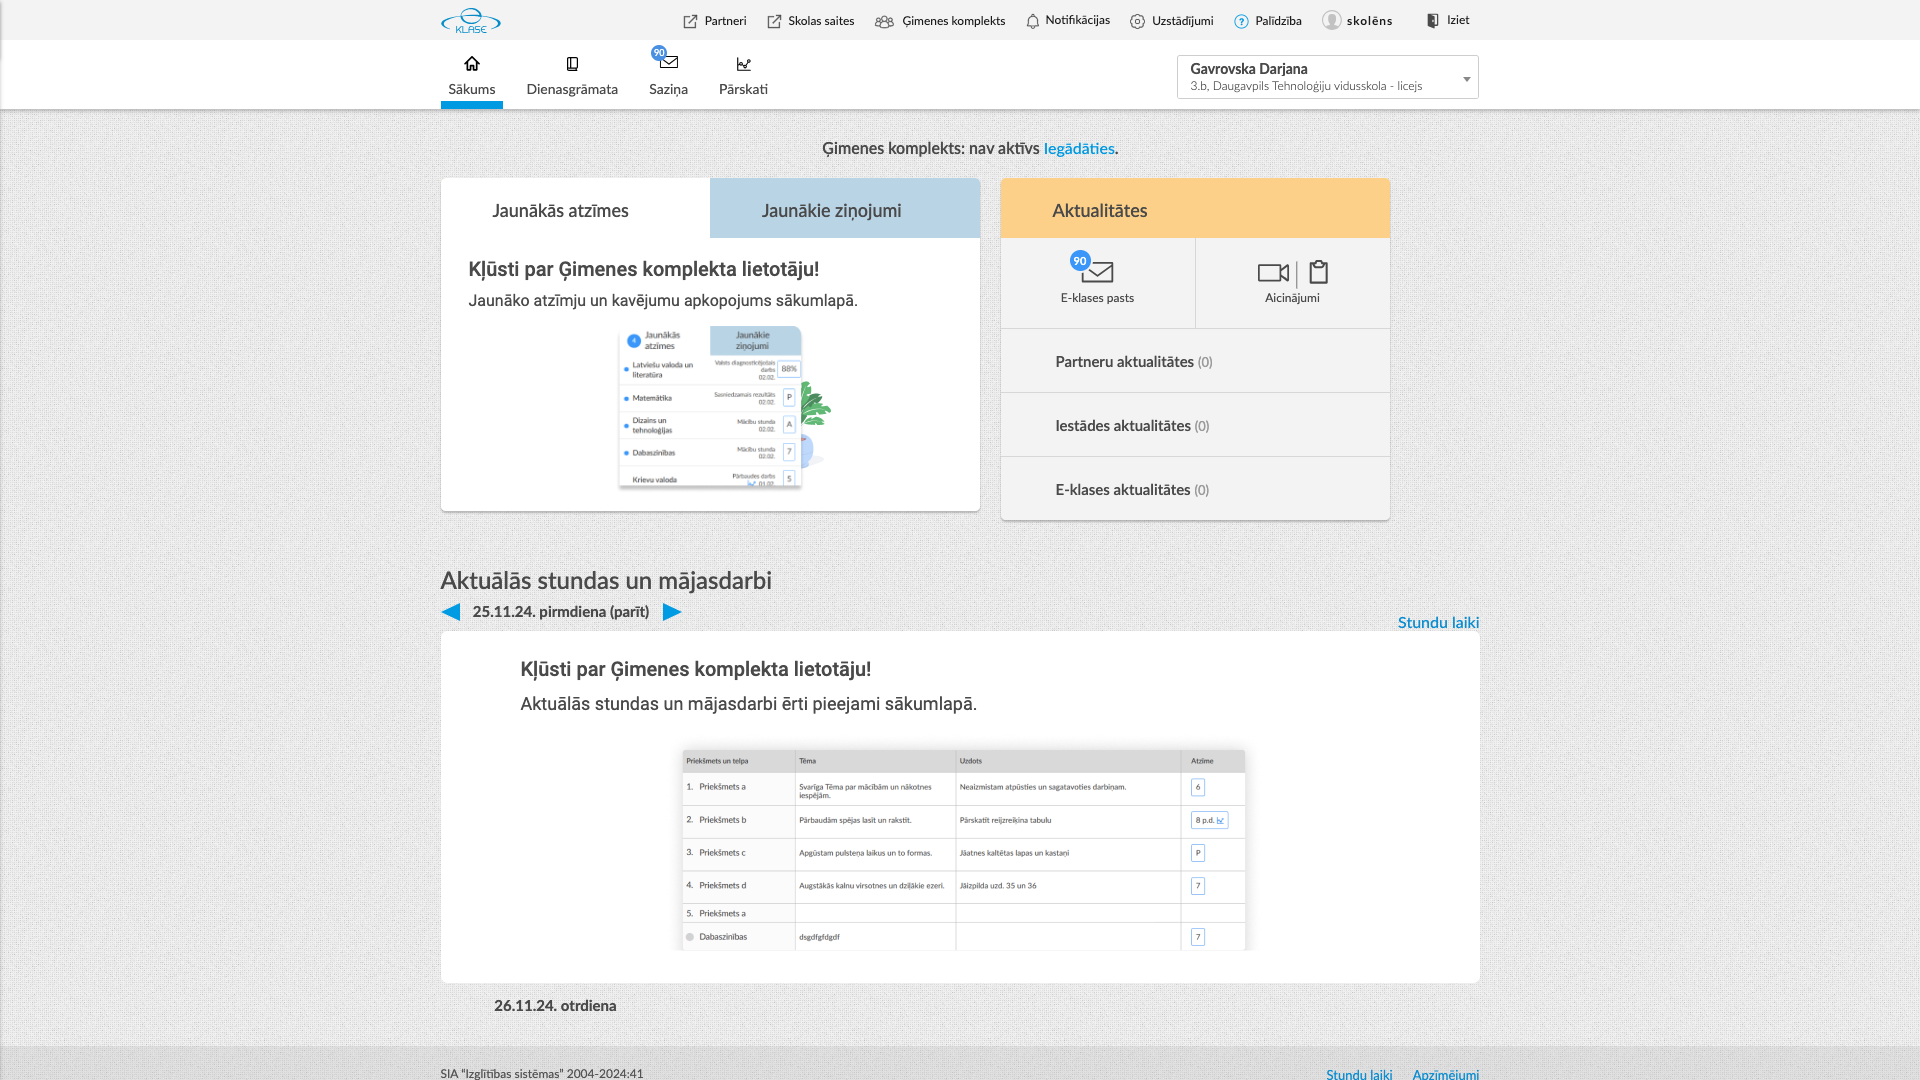 KLASE
Partneri
Skolas saites
Ģimenes komplekts
Notifikācijas
Uzstādījumi
Palīdzība
skolēns
Iziet
Sākums
Dienasgrāmata
90
Saziņa
Pārskati
Gavrovska Darjana
3.b, Daugavpils Tehnoloģiju vidusskola - licejs
Ģimenes komplekts: nav aktīvs Iegādāties.
Jaunākās atzīmes
Jaunākie ziņojumi
Kļūsti par Ģimenes komplekta lietotāju!
Jaunāko atzīmju un kavējumu apkopojums sākumlapā.
4 Jaunākās atzīmes
Jaunākie ziņojumi
Latviešu valoda un literatūra
Valsts diagnosticējošais darbs 02.02.
88%
Matemātika
Sasniedzamais rezultāts 02.02.
P
Dizains un tehnoloģijas
Mācību stunda 02.02.
A
Dabaszinības
Mācību stunda 02.02.
7
Krievu valoda
Pārbaudes darbs 01.02.
5
Aktualitātes
90
E-klases pasts
Aicinājumi
Partneru aktualitātes (0)
Iestādes aktualitātes (0)
E-klases aktualitātes (0)
Aktuālās stundas un mājasdarbi
25.11.24. pirmdiena (parīt)
Stundu laiki
Kļūsti par Ģimenes komplekta lietotāju!
Aktuālās stundas un mājasdarbi ērti pieejami sākumlapā.
Priekšmets un telpa Tēma Uzdots Atzīme
1. Priekšmets a Svarīga Tēma par mācībām un nākotnes iespējām. Neaizmistam atpūsties un sagatavoties darbiņam. 6
2. Priekšmets b Pārbaudām spējas lasīt un rakstīt. Pārskatīt reijzreiķina tabulu 8 p.d.
3. Priekšmets c Apgūstam pulsteņa laikus un to formas. Jāatnes kaltētas lapas un kastaņi P
4. Priekšmets d Augstākās kalnu virsotnes un dziļākie ezeri. Jāizpilda uzd. 35 un 36 7
5. Priekšmets a
Dabaszinības dsgdfgfdgdf 7
26.11.24. otrdiena
SIA "Izglītības sistēmas" 2004-2024:41
Stundu laiki
Apzīmējumi